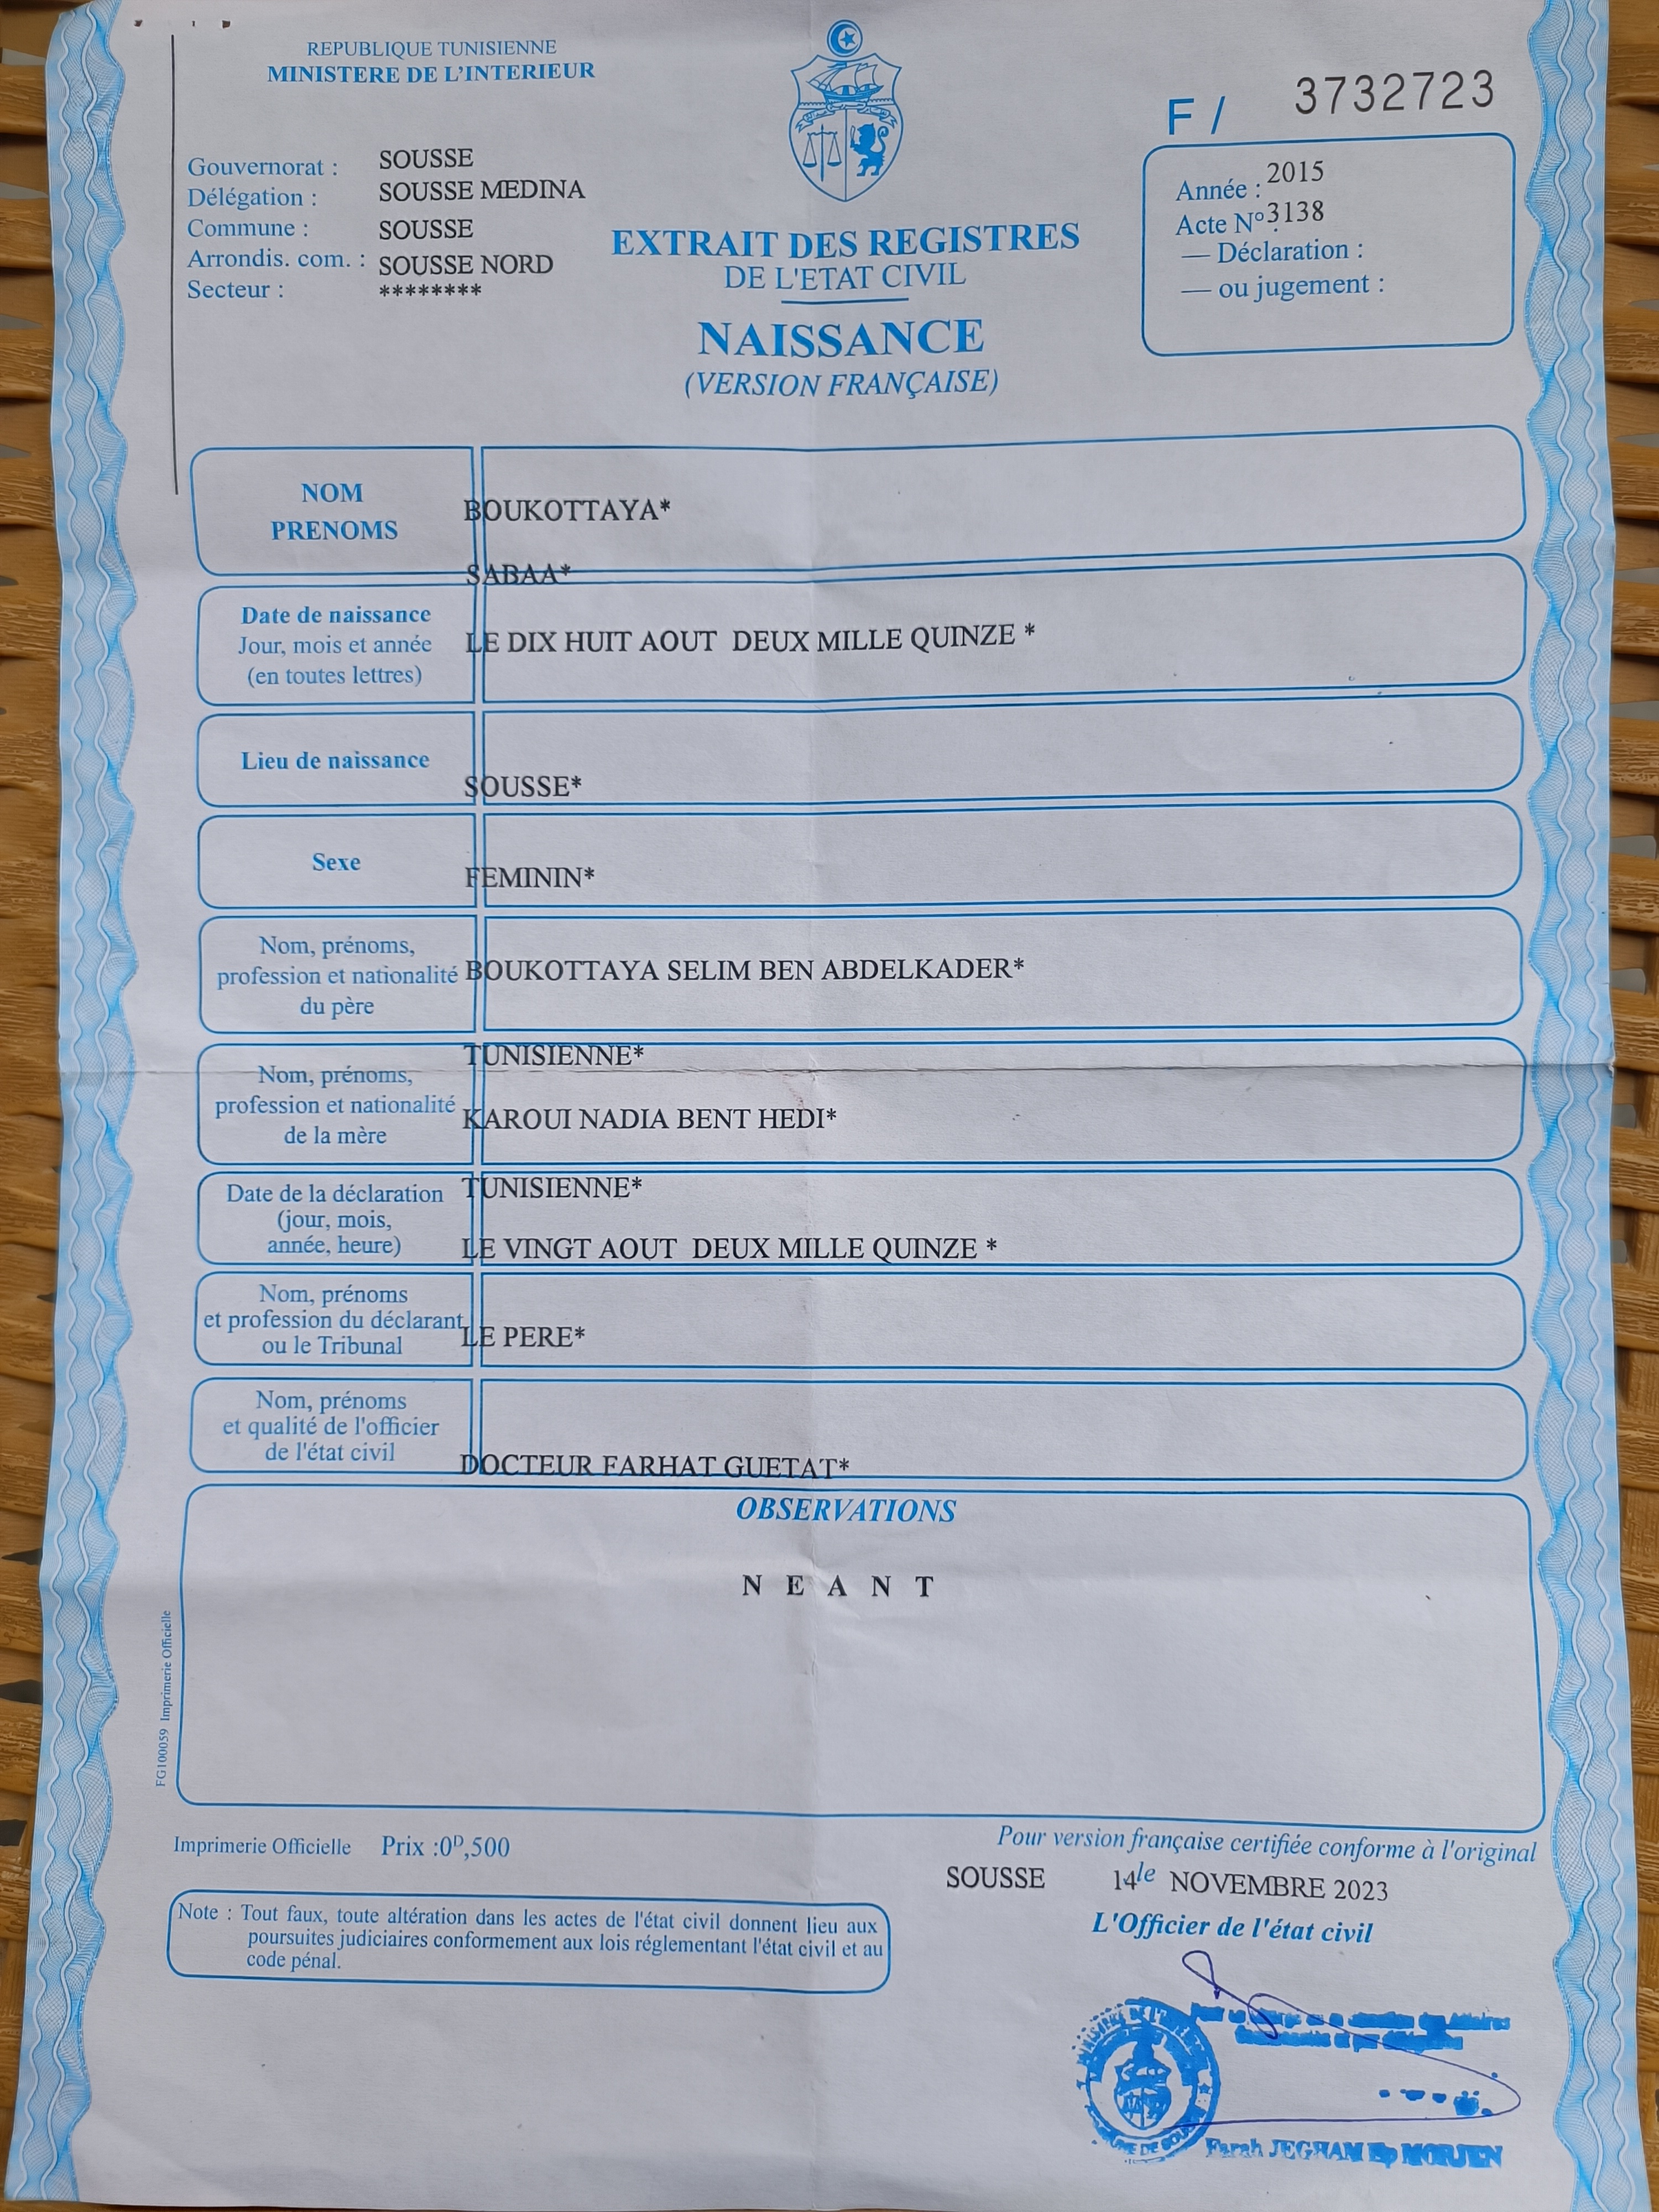 REPUBLIQUE TUNISIENNE
MINISTERE DE L'INTERIEUR
F / 3732723
Gouvernorat : SOUSSE
Délégation : SOUSSE MEDINA
Commune : SOUSSE
Arrondis. com. : SOUSSE NORD
Secteur : ********
EXTRAIT DES REGISTRES
DE L'ETAT CIVIL
NAISSANCE
(VERSION FRANÇAISE)
Année : 2015
Acte N° 3138
— Déclaration :
— ou jugement :
NOM
PRENOMS
BOUKOTTAYA*
SABAA*
Date de naissance
Jour, mois et année
(en toutes lettres)
LE DIX HUIT AOUT DEUX MILLE QUINZE *
Lieu de naissance
SOUSSE*
Sexe
FEMININ*
Nom, prénoms,
profession et nationalité
du père
BOUKOTTAYA SELIM BEN ABDELKADER*
TUNISIENNE*
Nom, prénoms,
profession et nationalité
de la mère
KAROUI NADIA BENT HEDI*
TUNISIENNE*
Date de la déclaration
(jour, mois,
année, heure)
LE VINGT AOUT DEUX MILLE QUINZE *
Nom, prénoms
et profession du déclarant
ou le Tribunal
LE PERE*
Nom, prénoms
et qualité de l'officier
de l'état civil
DOCTEUR FARHAT GUETAT*
OBSERVATIONS
N E A N T
FG100059 Imprimerie Officielle
Imprimerie Officielle Prix :0D,500
Pour version française certifiée conforme à l'original
SOUSSE 14 le NOVEMBRE 2023
L'Officier de l'état civil
Note : Tout faux, toute altération dans les actes de l'état civil donnent lieu aux
poursuites judiciaires conformement aux lois réglementant l'état civil et au
code pénal.
Farah JEGHAM Ep MORJEN